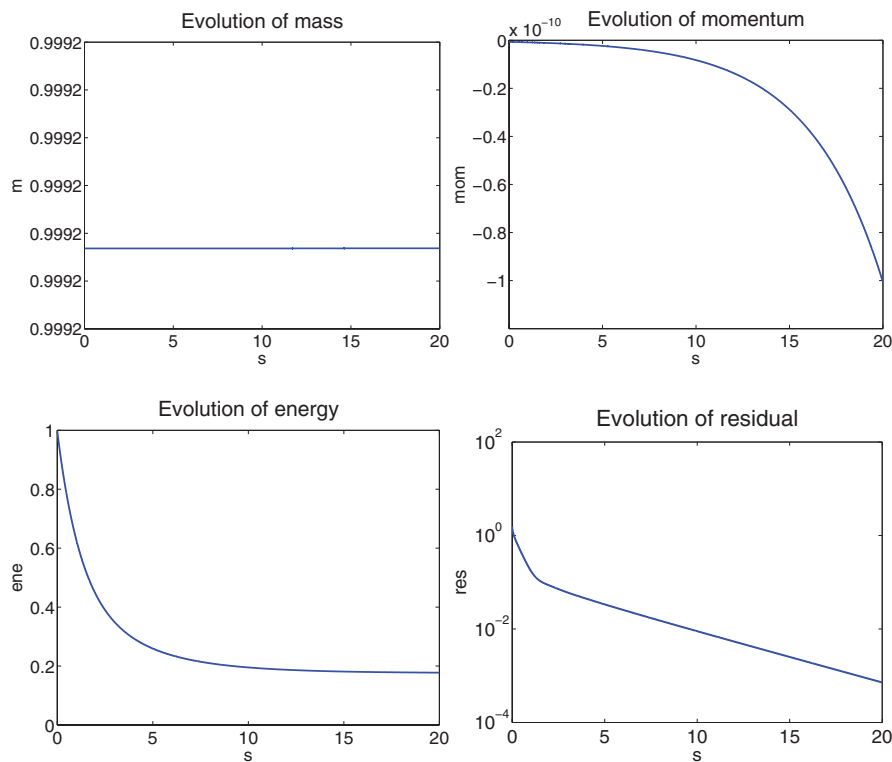 Evolution of mass
0.9992
0.9992
0.9992
0.9992
0.9992
0.9992
0.9992
m
0 5 10 15 20
s
Evolution of momentum
x 10^−10
0
−0.2
−0.4
−0.6
−0.8
−1
mom
0 5 10 15 20
s
Evolution of energy
1
0.8
0.6
0.4
0.2
0
ene
0 5 10 15 20
s
Evolution of residual
10^2
10^0
10^−2
10^−4
res
0 5 10 15 20
s